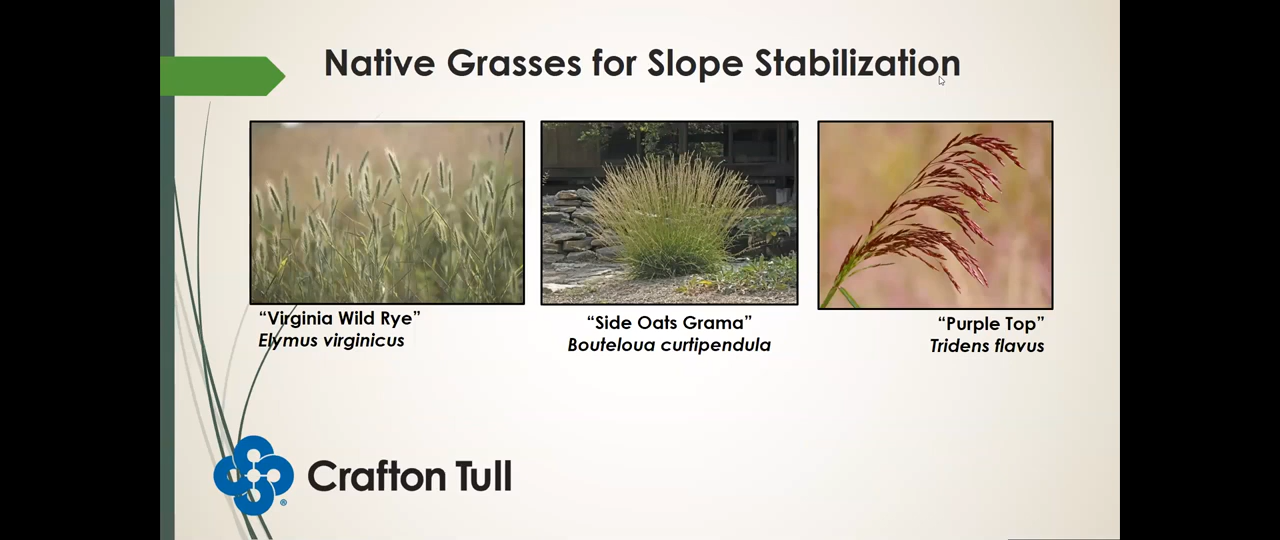 Native Grasses for Slope Stabilization
“Virginia Wild Rye”
Elymus virginicus
“Side Oats Grama”
Bouteloua curtipendula
“Purple Top”
Tridens flavus
Crafton Tull
®